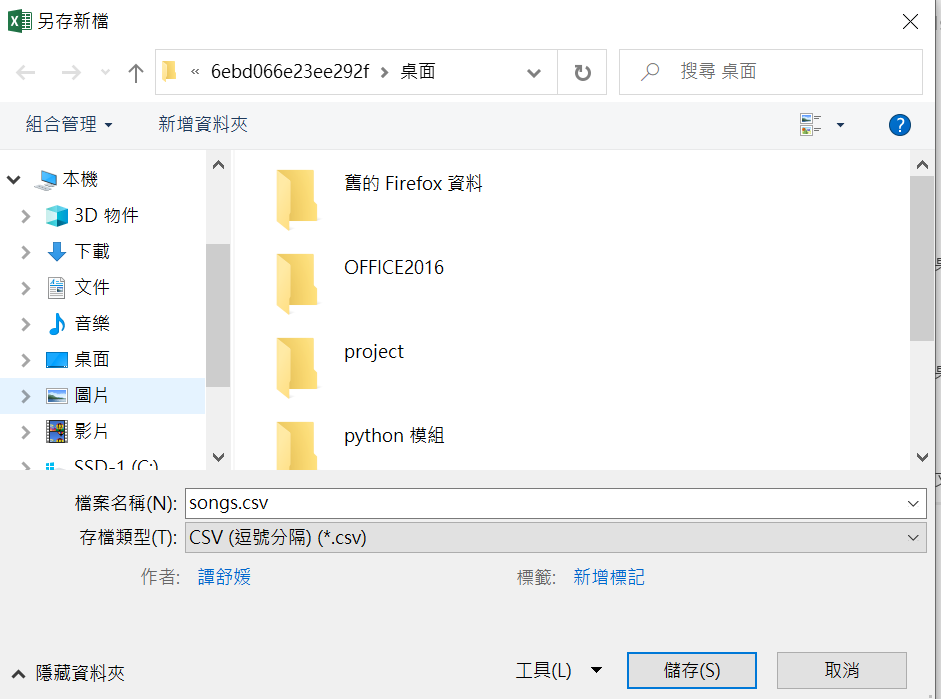 另存新檔
« 6ebd066e23ee292f › 桌面
搜尋 桌面
組合管理
新增資料夾
本機
3D 物件
下載
文件
音樂
桌面
圖片
影片
SSD-1 (C:)
舊的 Firefox 資料
OFFICE2016
project
python 模組
檔案名稱(N): songs.csv
存檔類型(T): CSV (逗號分隔) (*.csv)
作者: 譚舒媛
標籤: 新增標記
隱藏資料夾
工具(L)
儲存(S)
取消